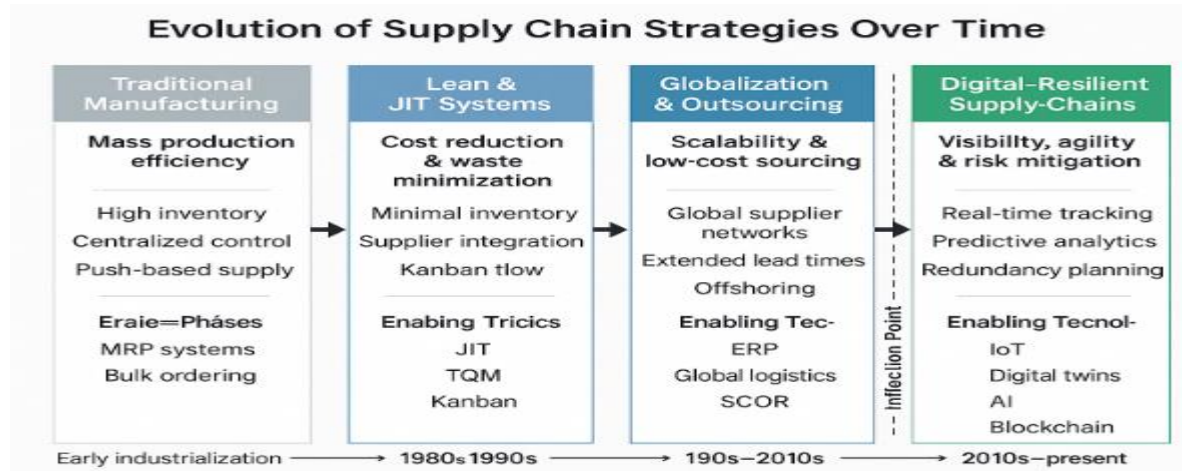 Evolution of Supply Chain Strategies Over Time
Traditional
Manufacturing
Mass production
efficiency
High inventory
Centralized control
Push-based supply
Eraie=Pháses
MRP systems
Bulk ordering
Lean &
JIT Systems
Cost reduction
& waste
minimization
Minimal inventory
Supplier integration
Kanban tlow
Enabing Tricics
JIT
TQM
Kanban
Globalization
& Outsourcing
Scalability &
low-cost sourcing
Global supplier
networks
Extended lead times
Offshoring
Enabling Tec-
ERP
Global logistics
SCOR
Inflection Point
Digital-Resilient
Supply-Chains
Visibillty, agility
& risk mitigation
Real-time tracking
Predictive analytics
Redundancy planning
Enabling Tecnol-
IoT
Digital twins
AI
Blockchain
Early industrialization
1980s 1990s
190s–2010s
2010s–present